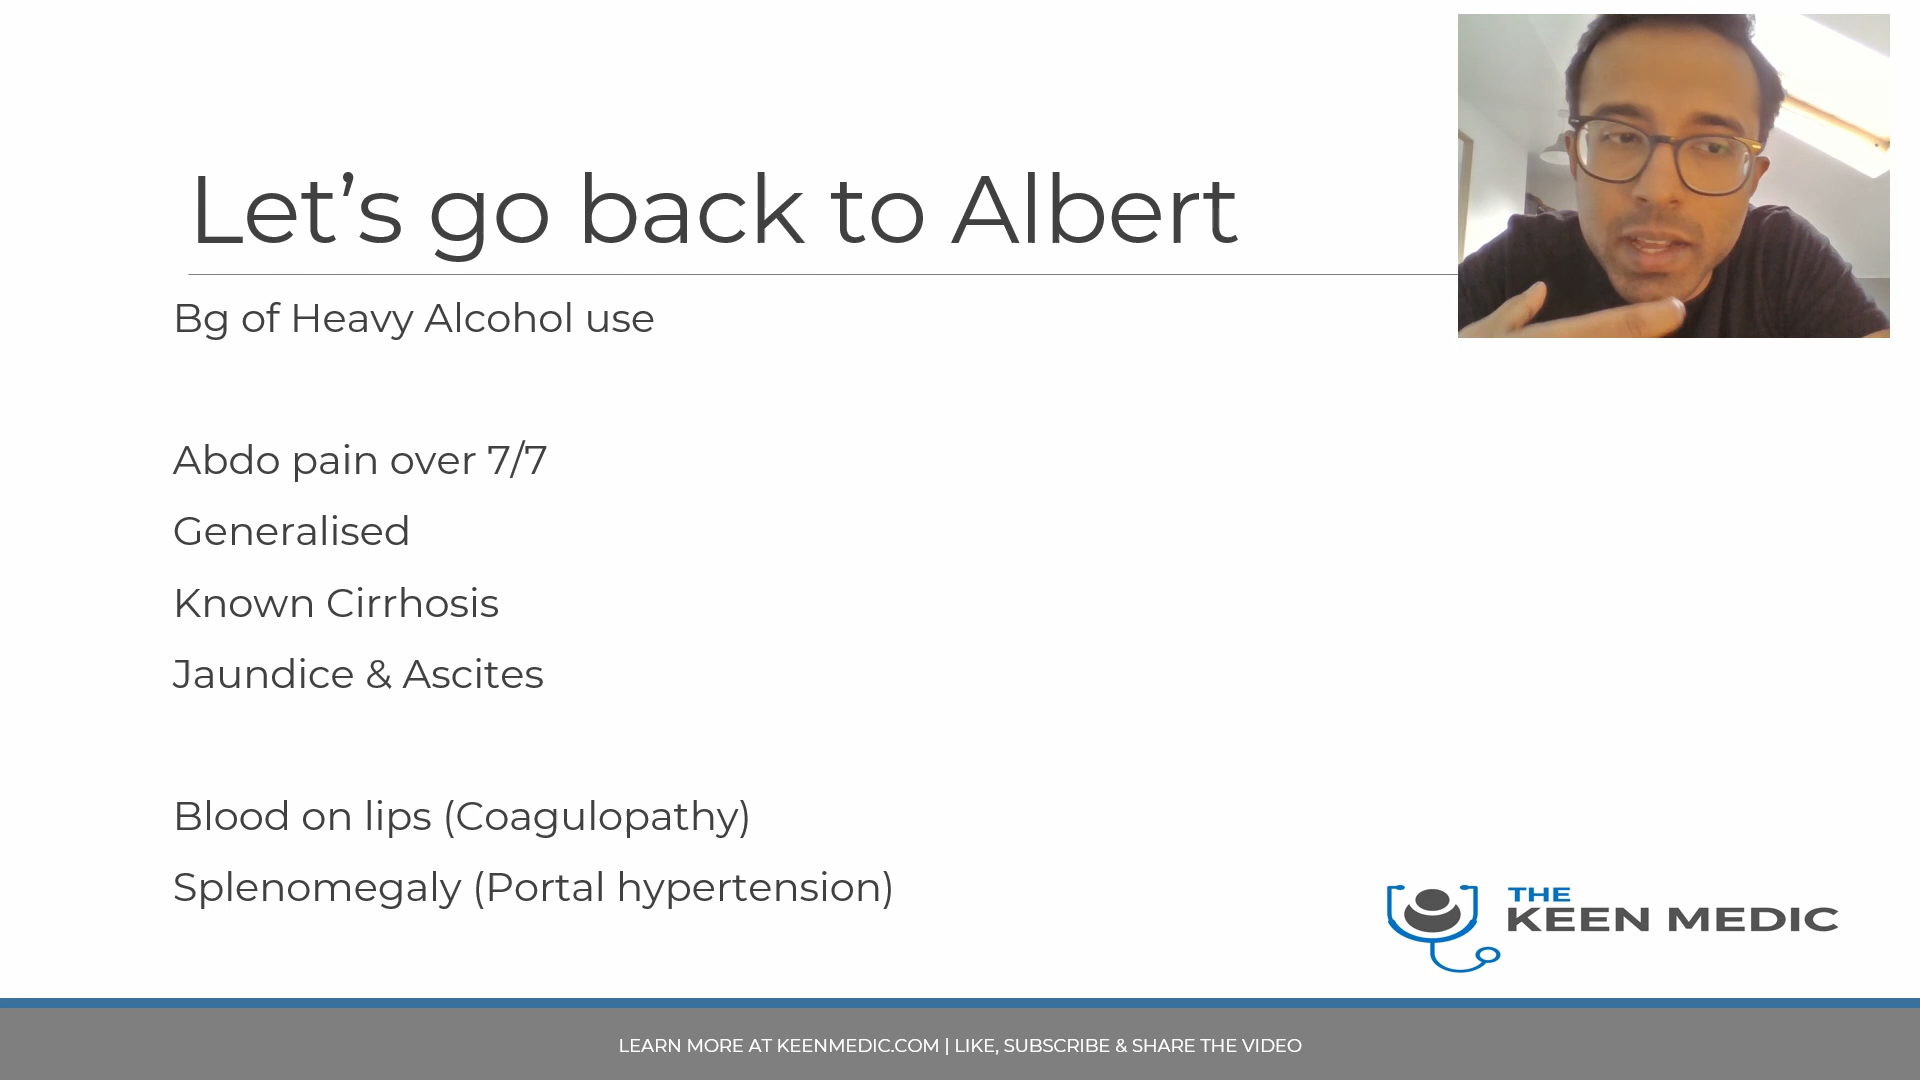 Let’s go back to Albert
Bg of Heavy Alcohol use
Abdo pain over 7/7
Generalised
Known Cirrhosis
Jaundice & Ascites
Blood on lips (Coagulopathy)
Splenomegaly (Portal hypertension)
THE
KEEN MEDIC
LEARN MORE AT KEENMEDIC.COM | LIKE, SUBSCRIBE & SHARE THE VIDEO